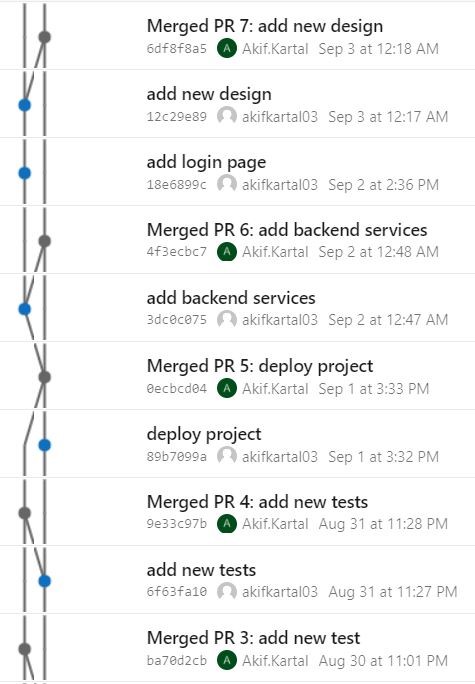 Merged PR 7: add new design
6df8f8a5 A Akif.Kartal Sep 3 at 12:18 AM
add new design
12c29e89 akifkartal03 Sep 3 at 12:17 AM
add login page
18e6899c akifkartal03 Sep 2 at 2:36 PM
Merged PR 6: add backend services
4f3ecbc7 A Akif.Kartal Sep 2 at 12:48 AM
add backend services
3dc0c075 akifkartal03 Sep 2 at 12:47 AM
Merged PR 5: deploy project
0ecbcd04 A Akif.Kartal Sep 1 at 3:33 PM
deploy project
89b7099a akifkartal03 Sep 1 at 3:32 PM
Merged PR 4: add new tests
9e33c97b A Akif.Kartal Aug 31 at 11:28 PM
add new tests
6f63fa10 akifkartal03 Aug 31 at 11:27 PM
Merged PR 3: add new test
ba70d2cb A Akif.Kartal Aug 30 at 11:01 PM